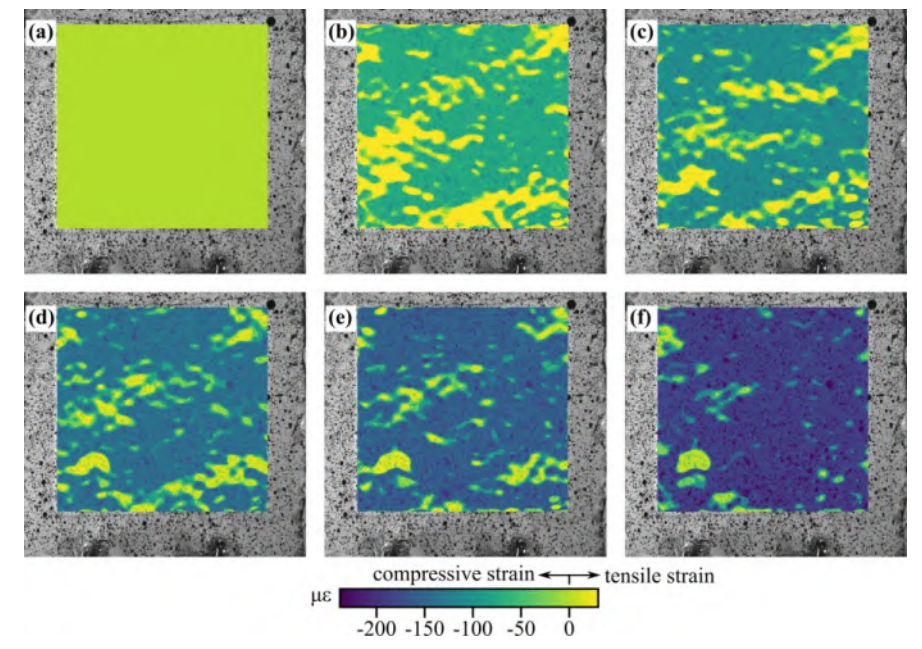 (a) (b) (c)
(d) (e) (f)
compressive strain tensile strain
με
-200 -150 -100 -50 0